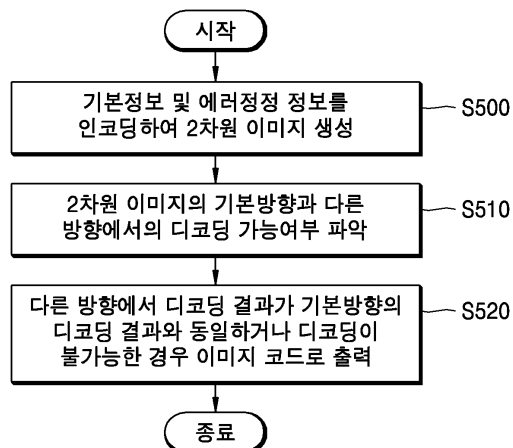 시작
기본정보 및 에러정정 정보를
인코딩하여 2차원 이미지 생성
S500
2차원 이미지의 기본방향과 다른
방향에서의 디코딩 가능여부 파악
S510
다른 방향에서 디코딩 결과가 기본방향의
디코딩 결과와 동일하거나 디코딩이
불가능한 경우 이미지 코드로 출력
S520
종료